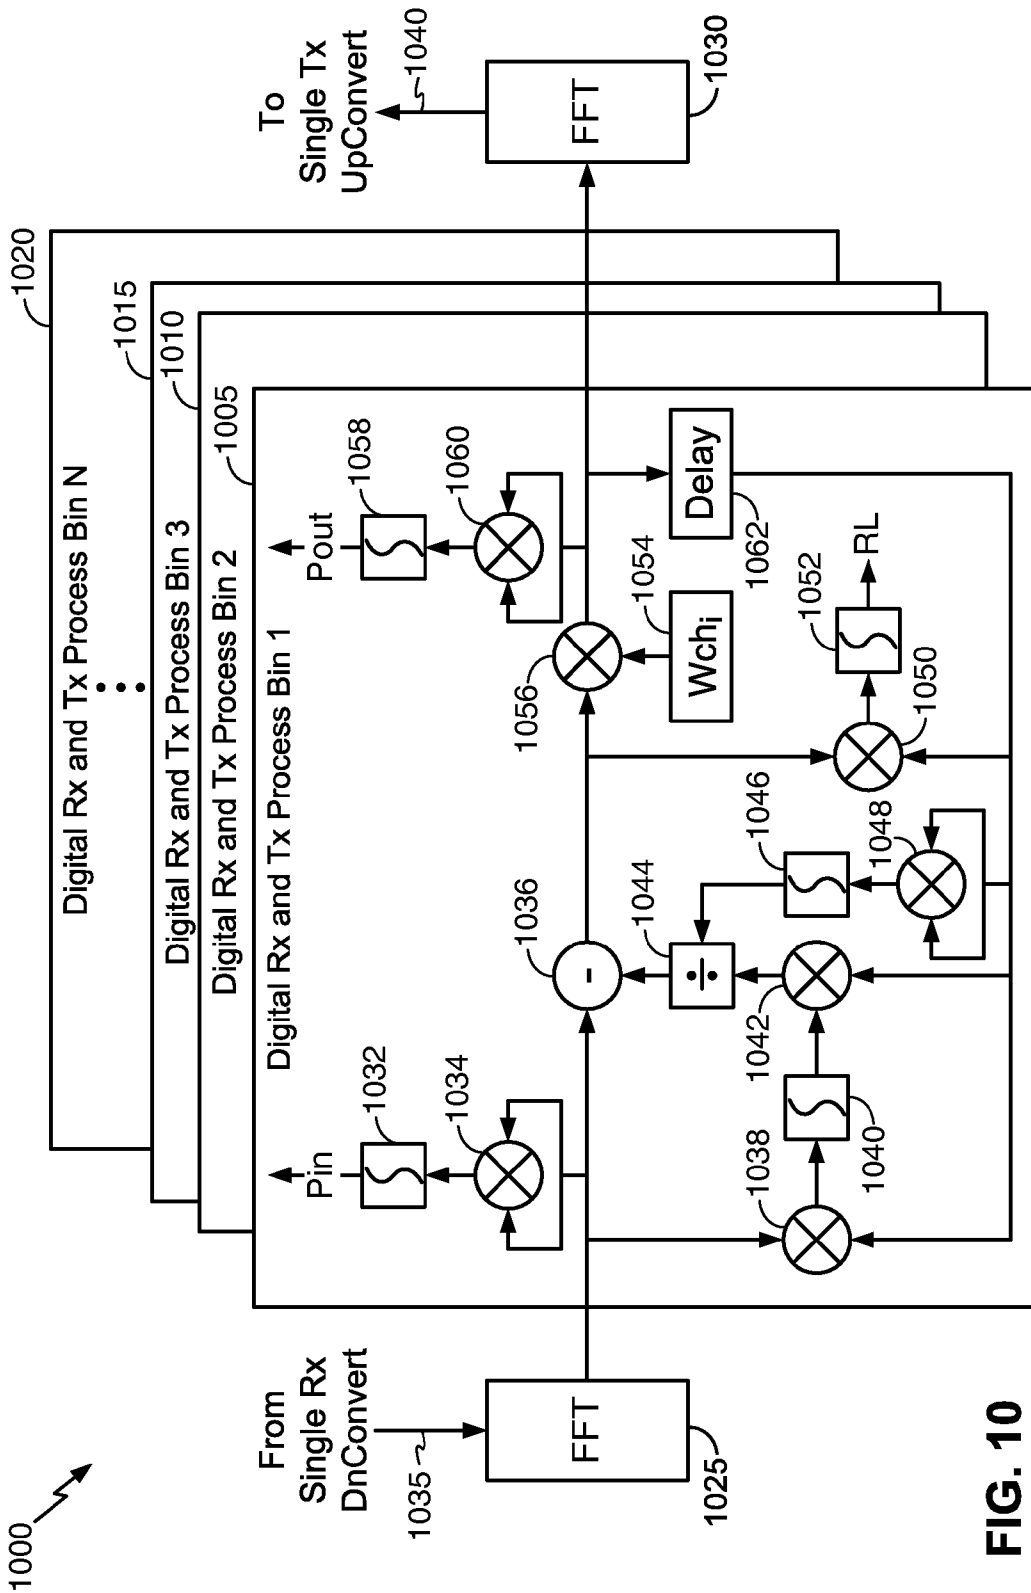 1000
From
Single Rx
DnConvert
1035
FFT
1025
Digital Rx and Tx Process Bin N
1020
Digital Rx and Tx Process Bin 3
1015
Digital Rx and Tx Process Bin 2
1010
Digital Rx and Tx Process Bin 1
1005
Pin
1032
1034
Pout
1058
1060
-
1036
1056
÷
1044
Wchᵢ
1054
Delay
1062
1038
1040
1042
1046
1048
1050
1052
RL
To
Single Tx
UpConvert
1040
FFT
1030
FIG. 10